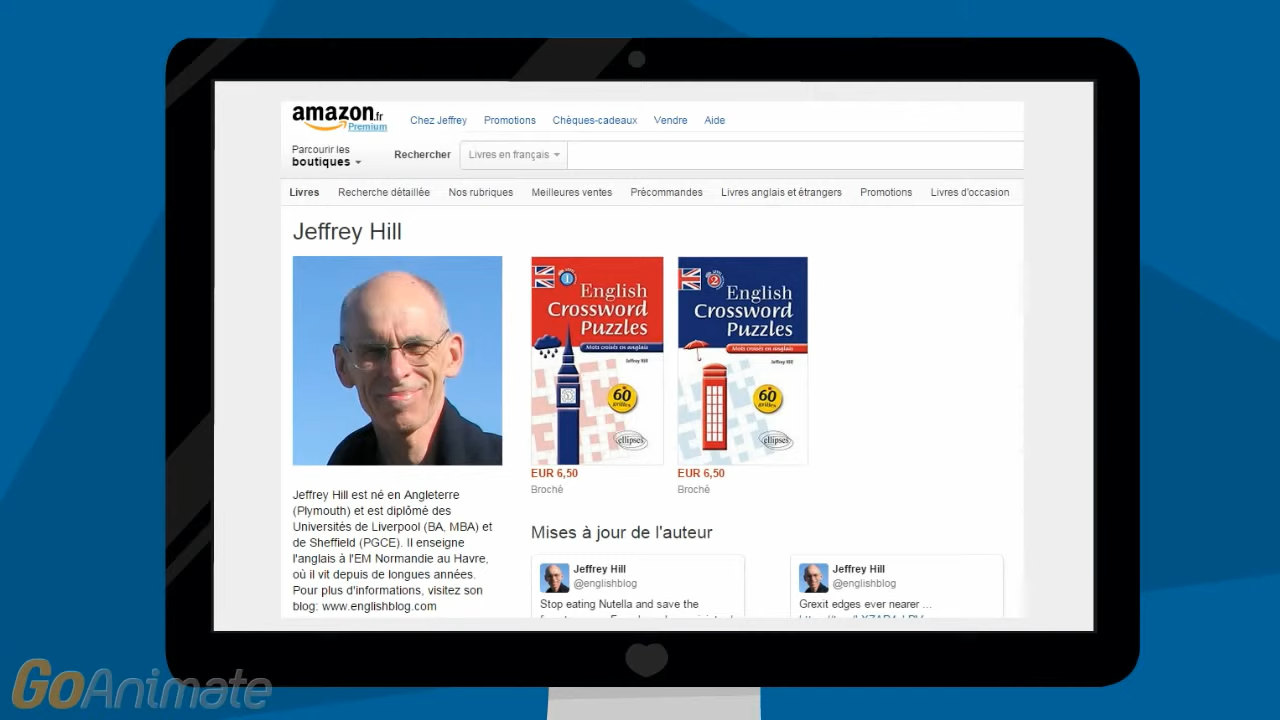 amazon.fr
Premium
Chez Jeffrey Promotions Chèques-cadeaux Vendre Aide
Parcourir les
boutiques
Rechercher Livres en français
Livres Recherche détaillée Nos rubriques Meilleures ventes Précommandes Livres anglais et étrangers Promotions Livres d'occasion
Jeffrey Hill
1
English
Crossword
Puzzles
Mots croisés en anglais
Jeffrey Hill
60
grilles
ellipses
EUR 6,50
Broché
2
English
Crossword
Puzzles
Mots croisés en anglais
Jeffrey Hill
60
grilles
ellipses
EUR 6,50
Broché
Jeffrey Hill est né en Angleterre
(Plymouth) et est diplômé des
Universités de Liverpool (BA, MBA) et
de Sheffield (PGCE). Il enseigne
l'anglais à l'EM Normandie au Havre,
où il vit depuis de longues années.
Pour plus d'informations, visitez son
blog: www.englishblog.com
Mises à jour de l'auteur
Jeffrey Hill
@englishblog
Stop eating Nutella and save the
Jeffrey Hill
@englishblog
Grexit edges ever nearer ...
GoAnimate